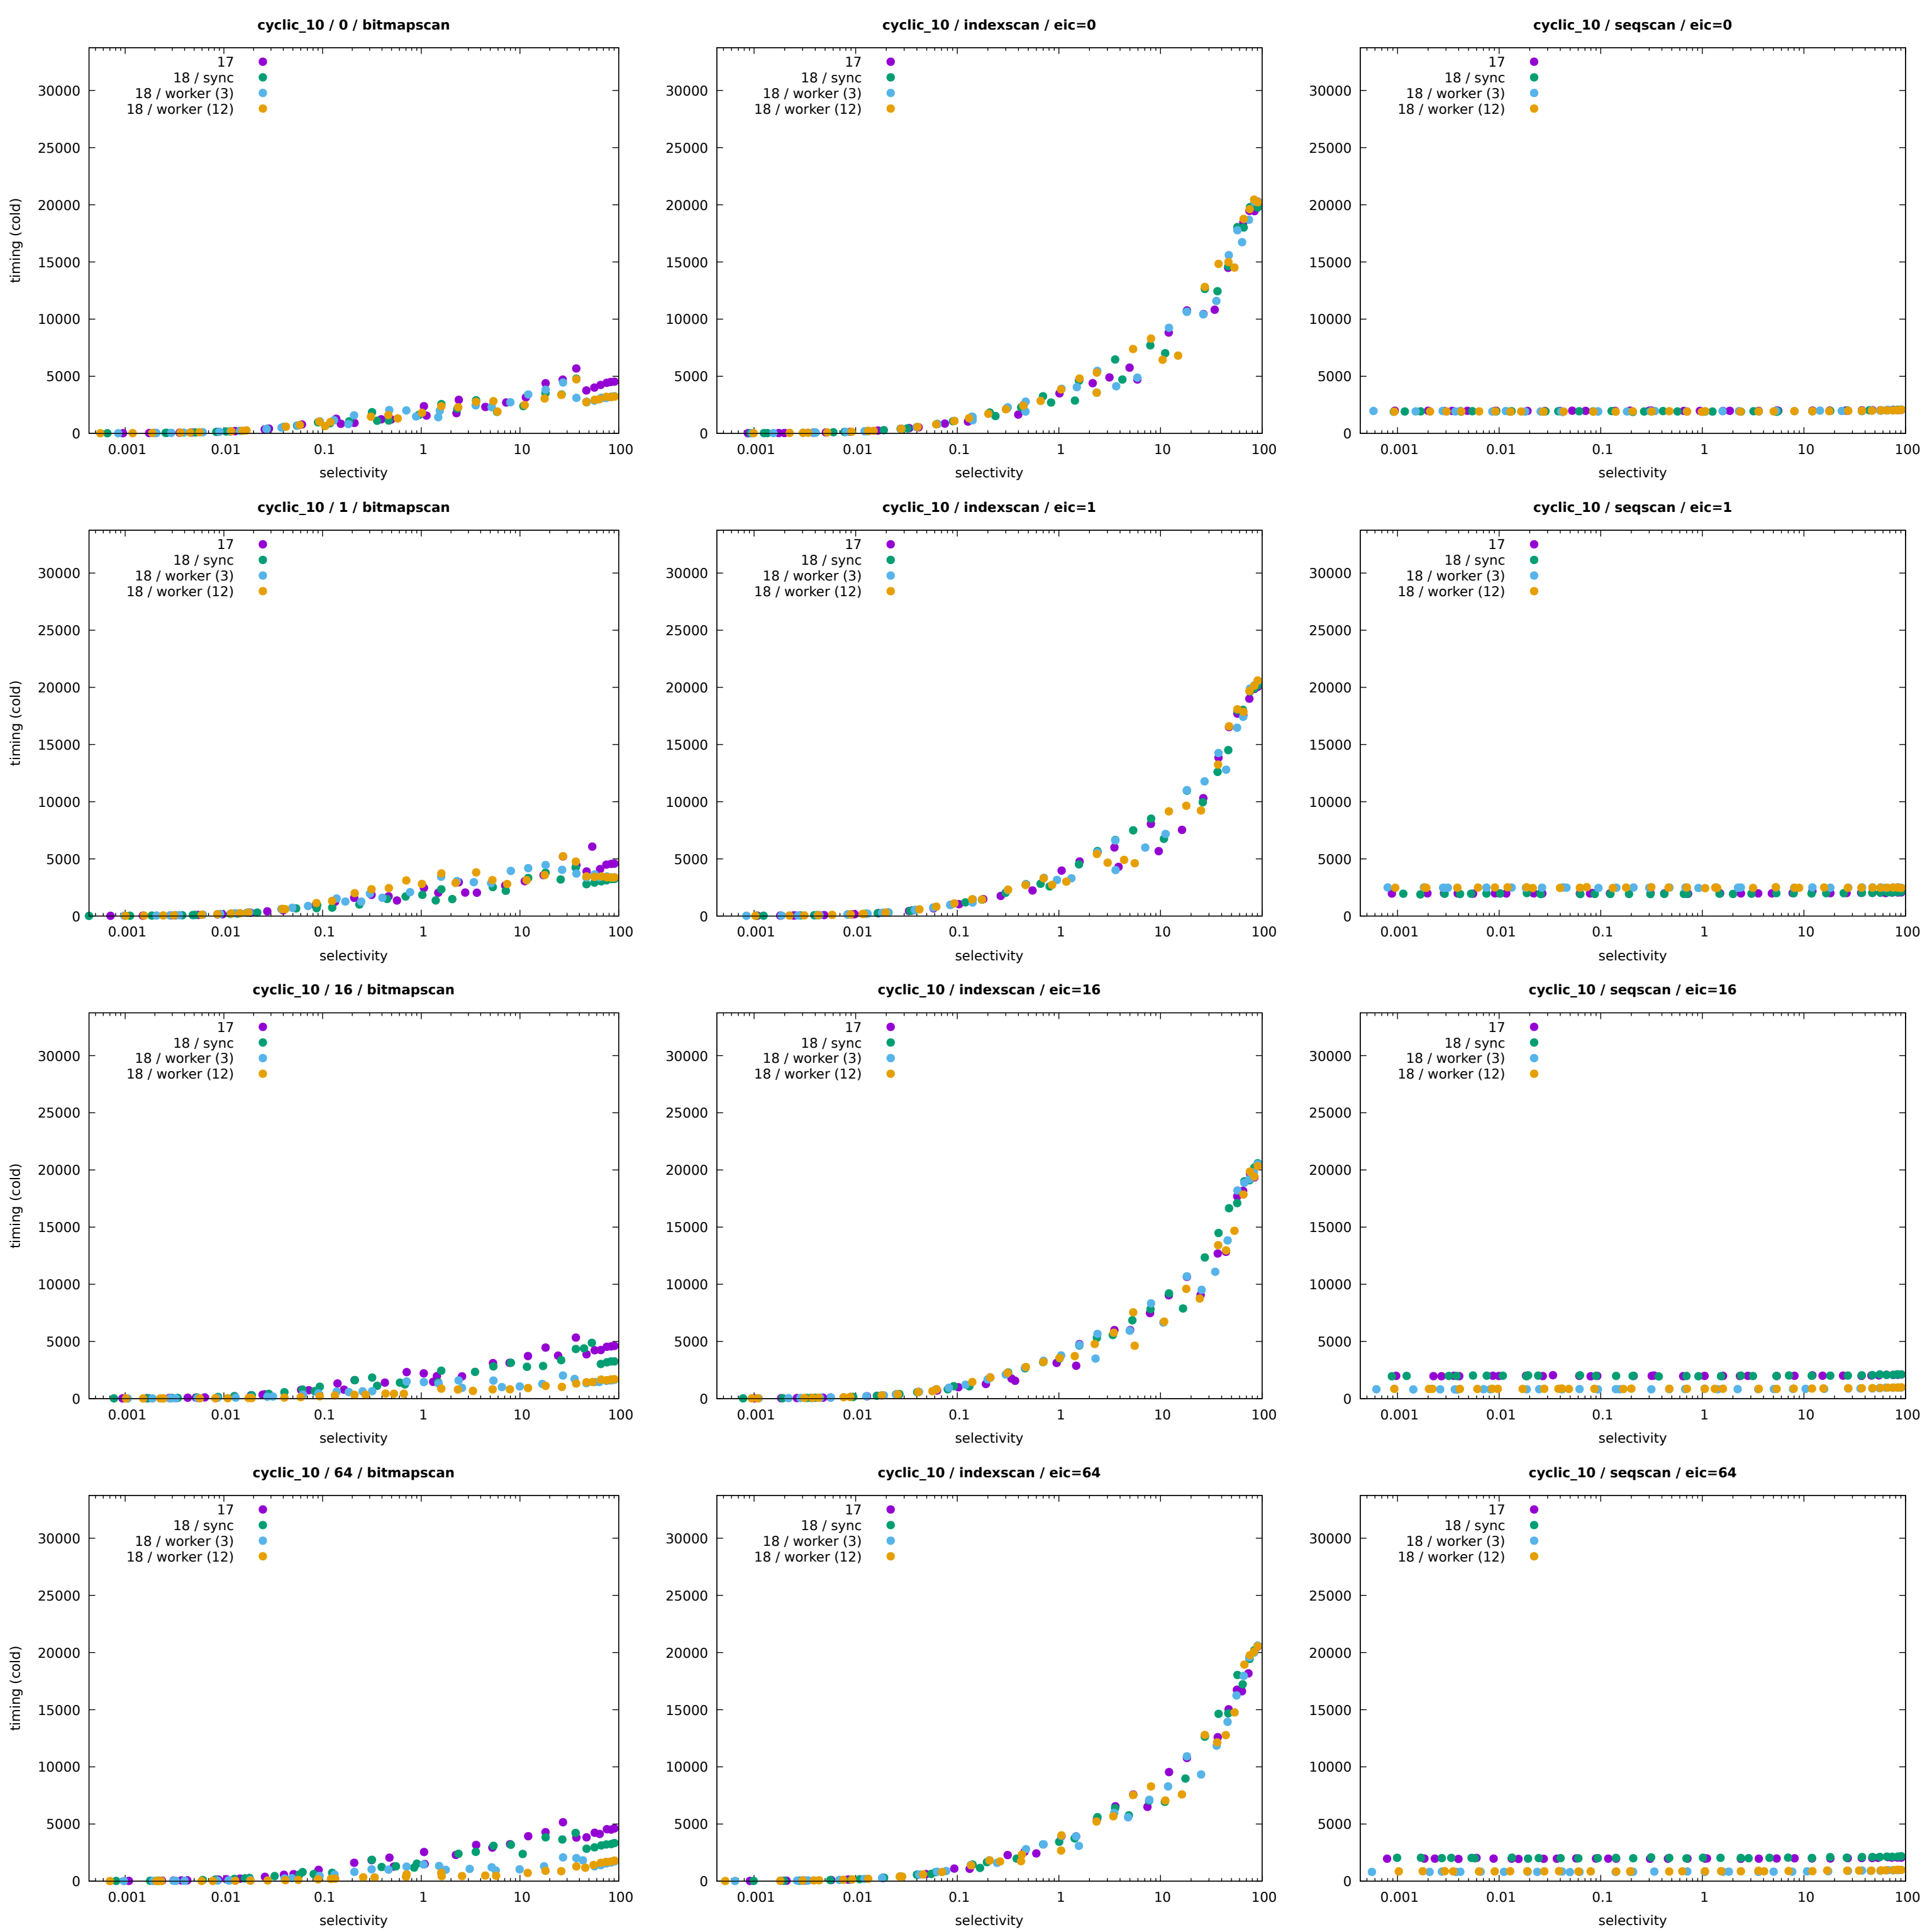 cyclic_10 / 0 / bitmapscan
17
18 / sync
18 / worker (3)
18 / worker (12)
30000
25000
20000
15000
10000
5000
0
timing (cold)
0.001 0.01 0.1 1 10 100
selectivity
cyclic_10 / indexscan / eic=0
17
18 / sync
18 / worker (3)
18 / worker (12)
30000
25000
20000
15000
10000
5000
0
0.001 0.01 0.1 1 10 100
selectivity
cyclic_10 / seqscan / eic=0
17
18 / sync
18 / worker (3)
18 / worker (12)
30000
25000
20000
15000
10000
5000
0
0.001 0.01 0.1 1 10 100
selectivity
cyclic_10 / 1 / bitmapscan
17
18 / sync
18 / worker (3)
18 / worker (12)
30000
25000
20000
15000
10000
5000
0
timing (cold)
0.001 0.01 0.1 1 10 100
selectivity
cyclic_10 / indexscan / eic=1
17
18 / sync
18 / worker (3)
18 / worker (12)
30000
25000
20000
15000
10000
5000
0
0.001 0.01 0.1 1 10 100
selectivity
cyclic_10 / seqscan / eic=1
17
18 / sync
18 / worker (3)
18 / worker (12)
30000
25000
20000
15000
10000
5000
0
0.001 0.01 0.1 1 10 100
selectivity
cyclic_10 / 16 / bitmapscan
17
18 / sync
18 / worker (3)
18 / worker (12)
30000
25000
20000
15000
10000
5000
0
timing (cold)
0.001 0.01 0.1 1 10 100
selectivity
cyclic_10 / indexscan / eic=16
17
18 / sync
18 / worker (3)
18 / worker (12)
30000
25000
20000
15000
10000
5000
0
0.001 0.01 0.1 1 10 100
selectivity
cyclic_10 / seqscan / eic=16
17
18 / sync
18 / worker (3)
18 / worker (12)
30000
25000
20000
15000
10000
5000
0
0.001 0.01 0.1 1 10 100
selectivity
cyclic_10 / 64 / bitmapscan
17
18 / sync
18 / worker (3)
18 / worker (12)
30000
25000
20000
15000
10000
5000
0
timing (cold)
0.001 0.01 0.1 1 10 100
selectivity
cyclic_10 / indexscan / eic=64
17
18 / sync
18 / worker (3)
18 / worker (12)
30000
25000
20000
15000
10000
5000
0
0.001 0.01 0.1 1 10 100
selectivity
cyclic_10 / seqscan / eic=64
17
18 / sync
18 / worker (3)
18 / worker (12)
30000
25000
20000
15000
10000
5000
0
0.001 0.01 0.1 1 10 100
selectivity